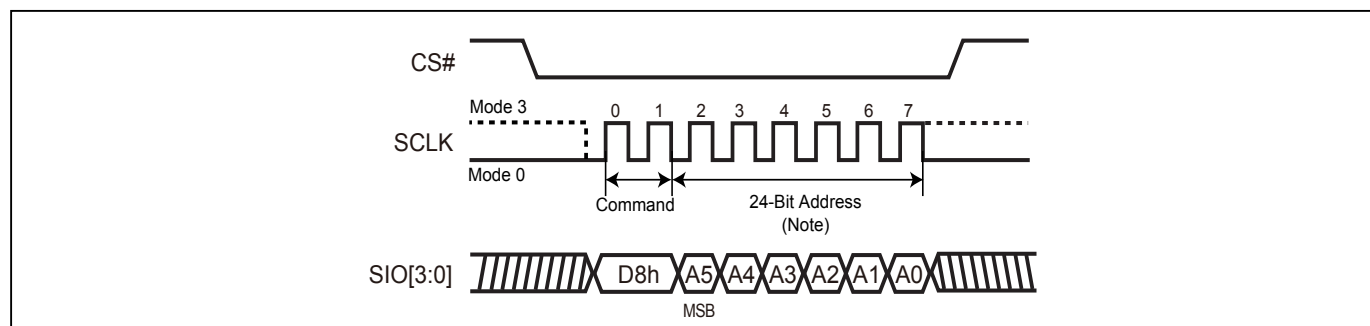 CS#
Mode 3
0 1 2 3 4 5 6 7
SCLK
Mode 0
Command
24-Bit Address
(Note)
SIO[3:0]
D8h A5 A4 A3 A2 A1 A0
MSB